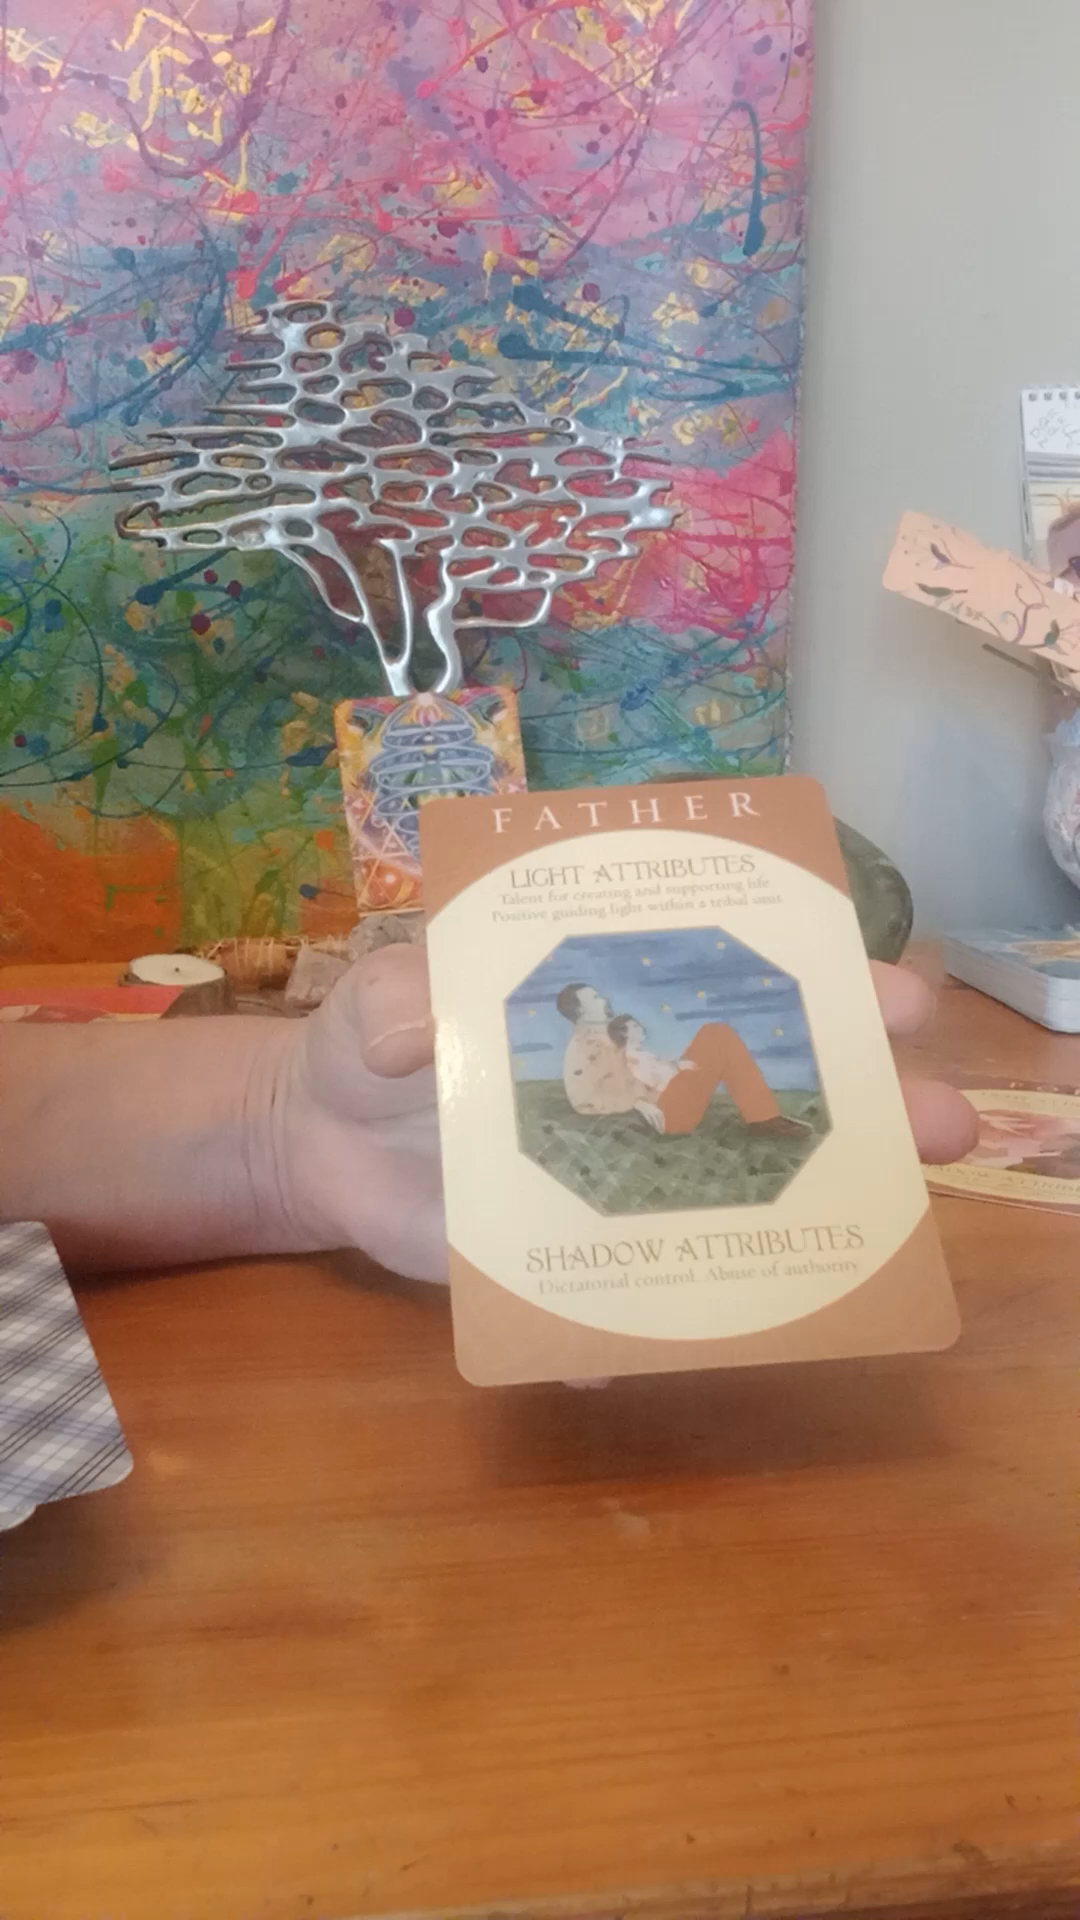 FATHER
LIGHT ATTRIBUTES
Talent for creating and supporting life
Positive guiding light within a tribal unit.
SHADOW ATTRIBUTES
Dictatorial control. Abuse of authority